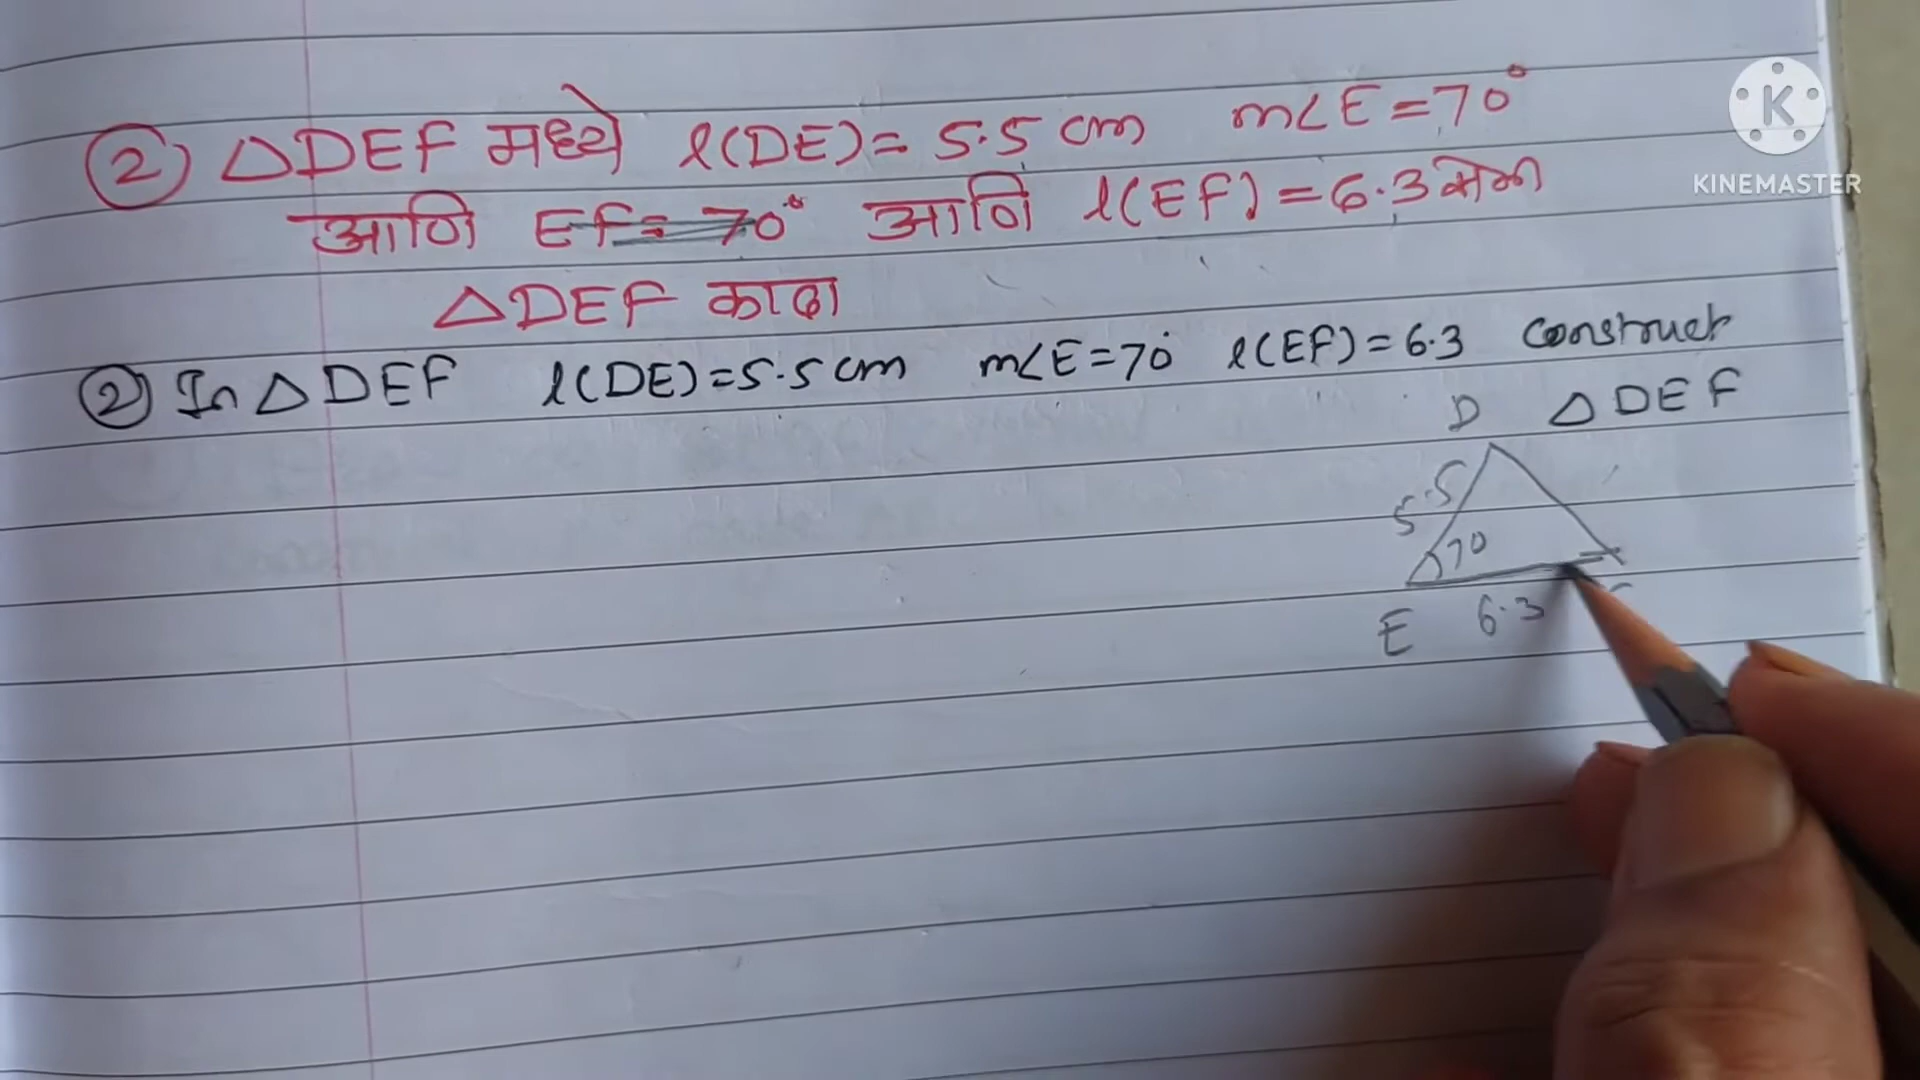 ② △DEF मध्ये l(DE) = 5.5 cm m∠E = 70°
आणि EF = 70° आणि l(EF) = 6.3 सेमी
△DEF काढा
② In △ DEF l(DE) = 5.5 cm m∠E = 70° l(EF) = 6.3 construct
△ DEF
D
5.5
70
E 6.3
K
KINEMASTER